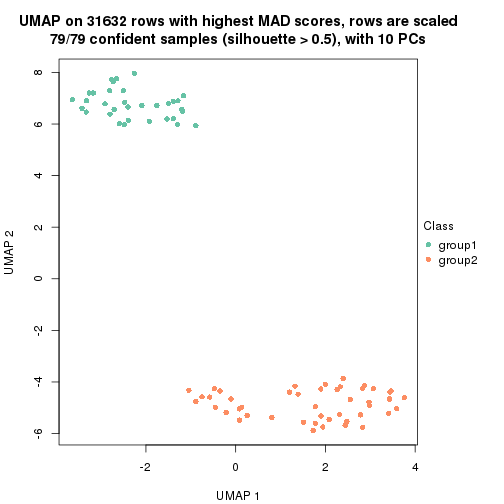 UMAP on 31632 rows with highest MAD scores, rows are scaled
79/79 confident samples (silhouette > 0.5), with 10 PCs
8
6
4
2
0
-2
-4
-6
UMAP 2
-2
0
2
4
UMAP 1
Class
group1
group2